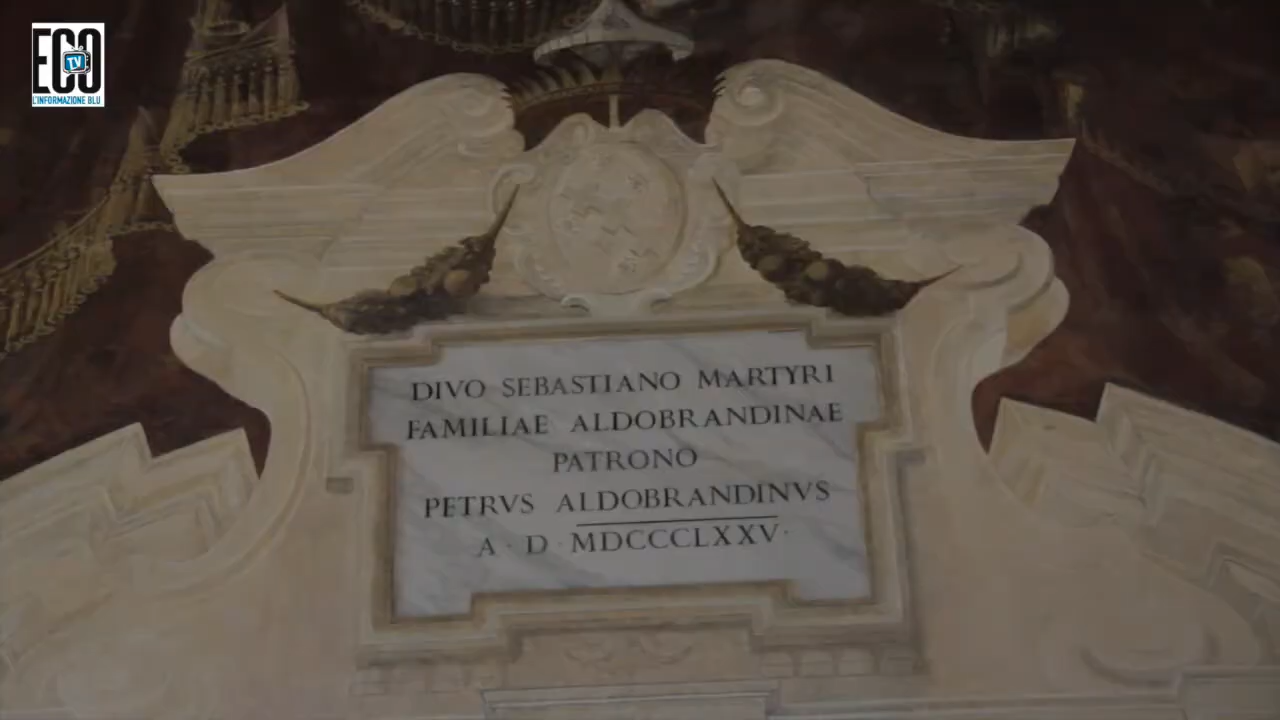 ECO
TV
L'INFORMAZIONE BLU
DIVO SEBASTIANO MARTYRI
FAMILIAE ALDOBRANDINAE
PATRONO
PETRVS ALDOBRANDINVS
A · D · MDCCCLXXV ·